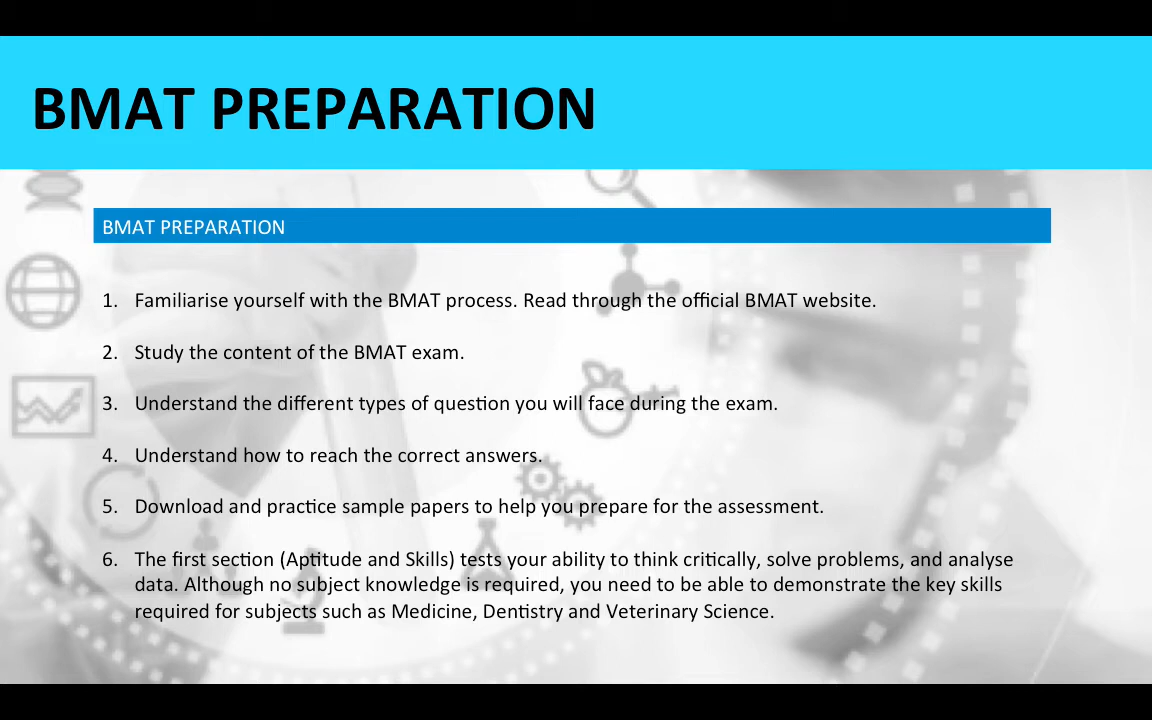 BMAT PREPARATION
BMAT PREPARATION
1. Familiarise yourself with the BMAT process. Read through the official BMAT website.
2. Study the content of the BMAT exam.
3. Understand the different types of question you will face during the exam.
4. Understand how to reach the correct answers.
5. Download and practice sample papers to help you prepare for the assessment.
6. The first section (Aptitude and Skills) tests your ability to think critically, solve problems, and analyse
data. Although no subject knowledge is required, you need to be able to demonstrate the key skills
required for subjects such as Medicine, Dentistry and Veterinary Science.